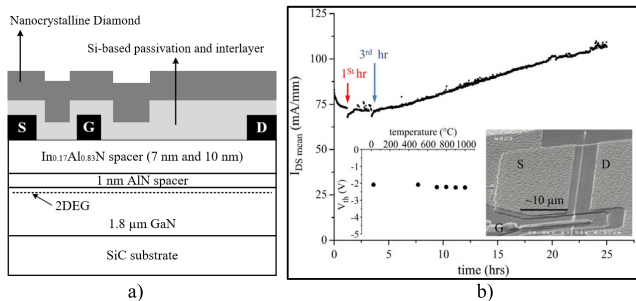 Nanocrystalline Diamond
Si-based passivation and interlayer
S
G
D
In0.17Al0.83N spacer (7 nm and 10 nm)
1 nm AlN spacer
2DEG
1.8 µm GaN
SiC substrate
a)
b
125
100
75
50
25
0
IDS mean (mA/mm)
1St hr
3rd hr
temperature (°C)
0 200 400 600 800 1000
0
-1
-2
-3
-4
-5
Vth (V)
S
D
~10 µm
G
0 5 10 15 20 25
time (hrs)
b)